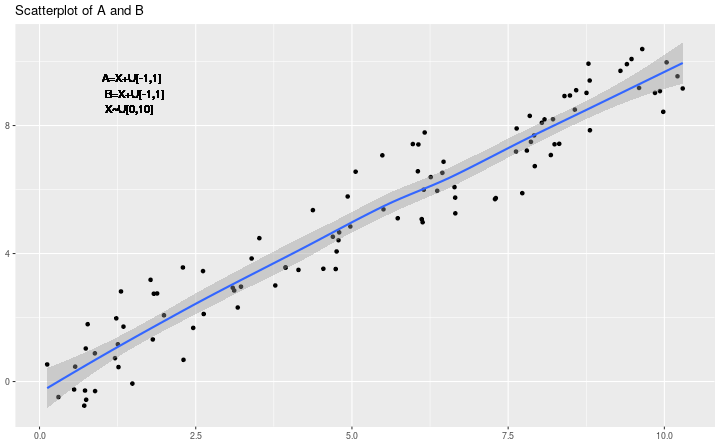 Scatterplot of A and B
A=X+U[-1,1]
B=X+U[-1,1]
X~U[0,10]
8
4
0
0.0 2.5 5.0 7.5 10.0